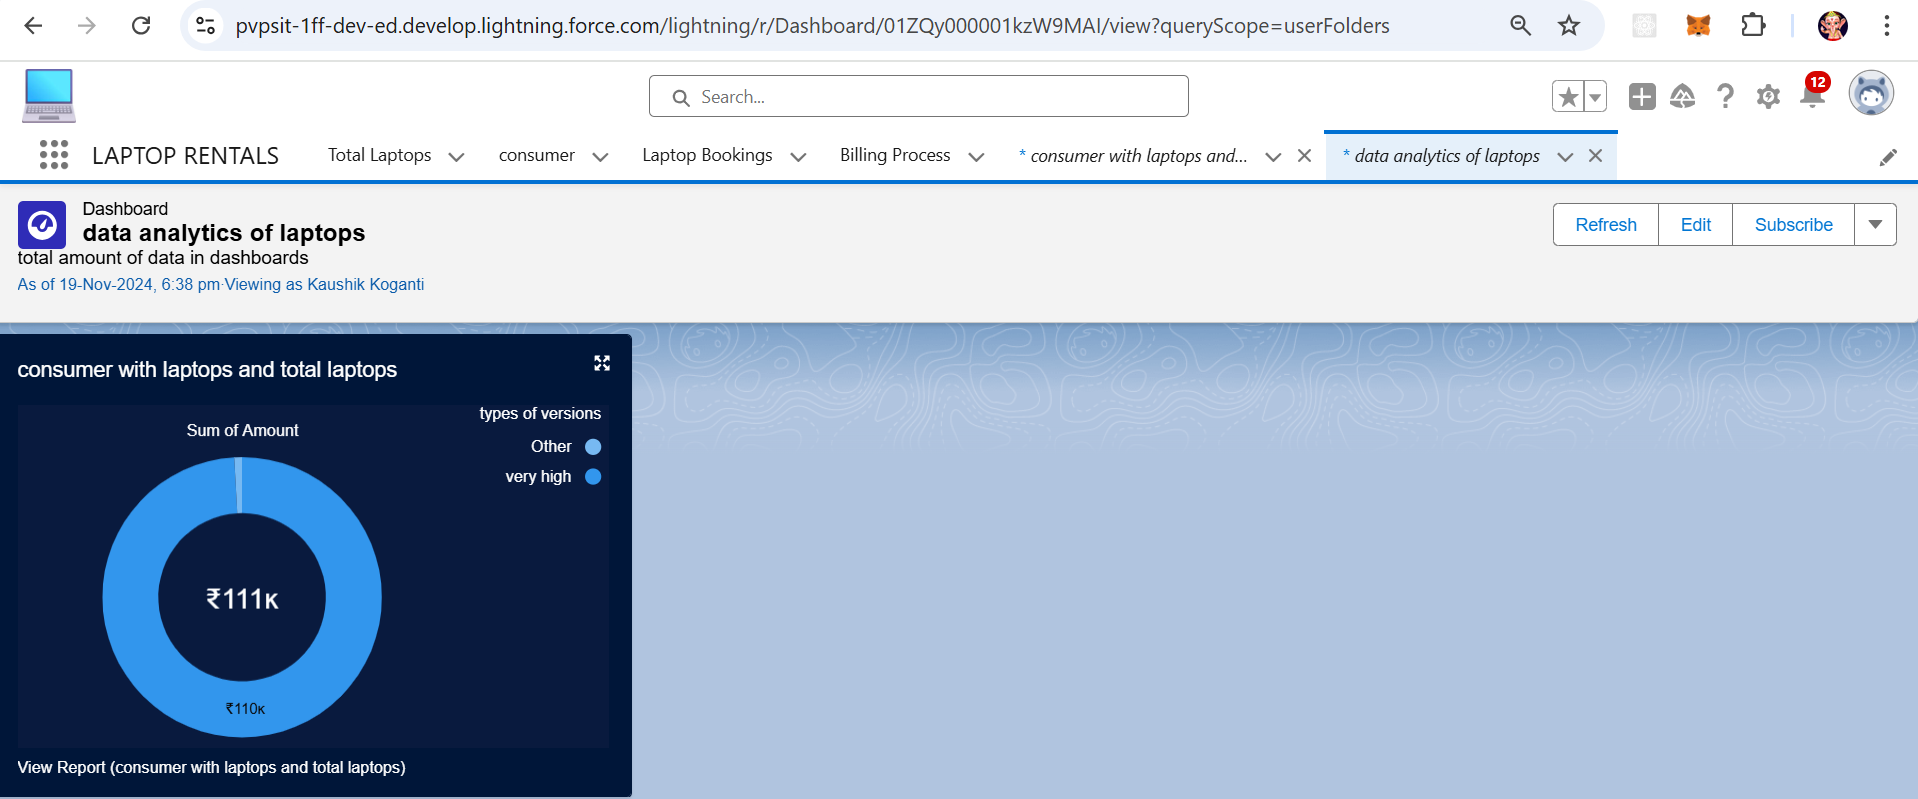 pvpsit-1ff-dev-ed.develop.lightning.force.com/lightning/r/Dashboard/01ZQy000001kzW9MAI/view?queryScope=userFolders
Search...
12
LAPTOP RENTALS
Total Laptops
consumer
Laptop Bookings
Billing Process
* consumer with laptops and...
* data analytics of laptops
Dashboard
data analytics of laptops
total amount of data in dashboards
As of 19-Nov-2024, 6:38 pm·Viewing as Kaushik Koganti
Refresh
Edit
Subscribe
consumer with laptops and total laptops
types of versions
Sum of Amount
Other
very high
₹111K
₹110K
View Report (consumer with laptops and total laptops)